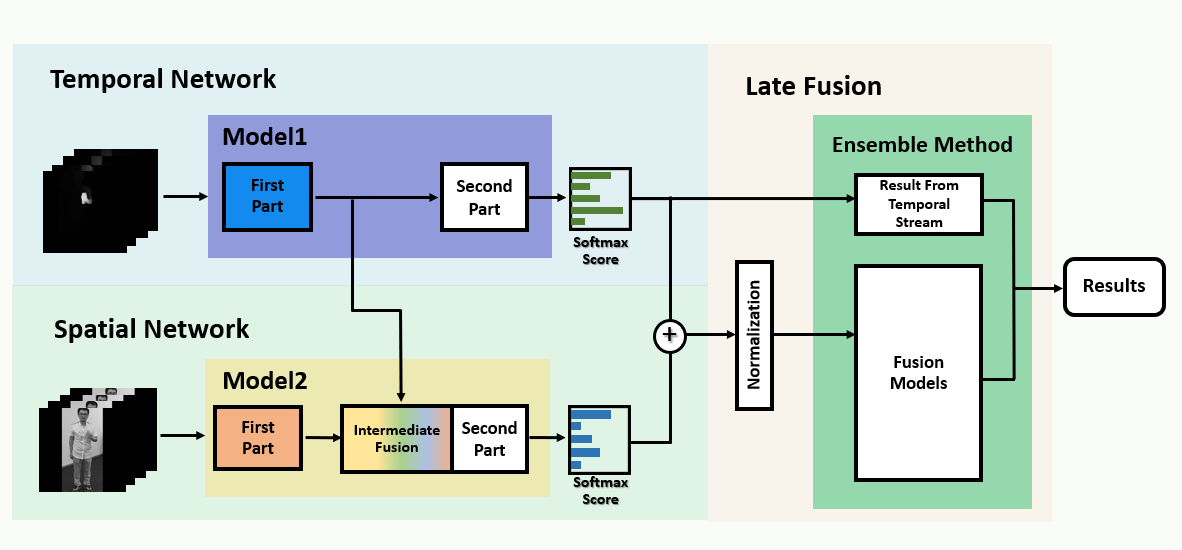 Temporal Network
Model1
First
Part
Second
Part
Softmax
Score
Spatial Network
Model2
First
Part
Intermediate
Fusion
Second
Part
Softmax
Score
+
Late Fusion
Normalization
Ensemble Method
Result From
Temporal
Stream
Fusion
Models
Results